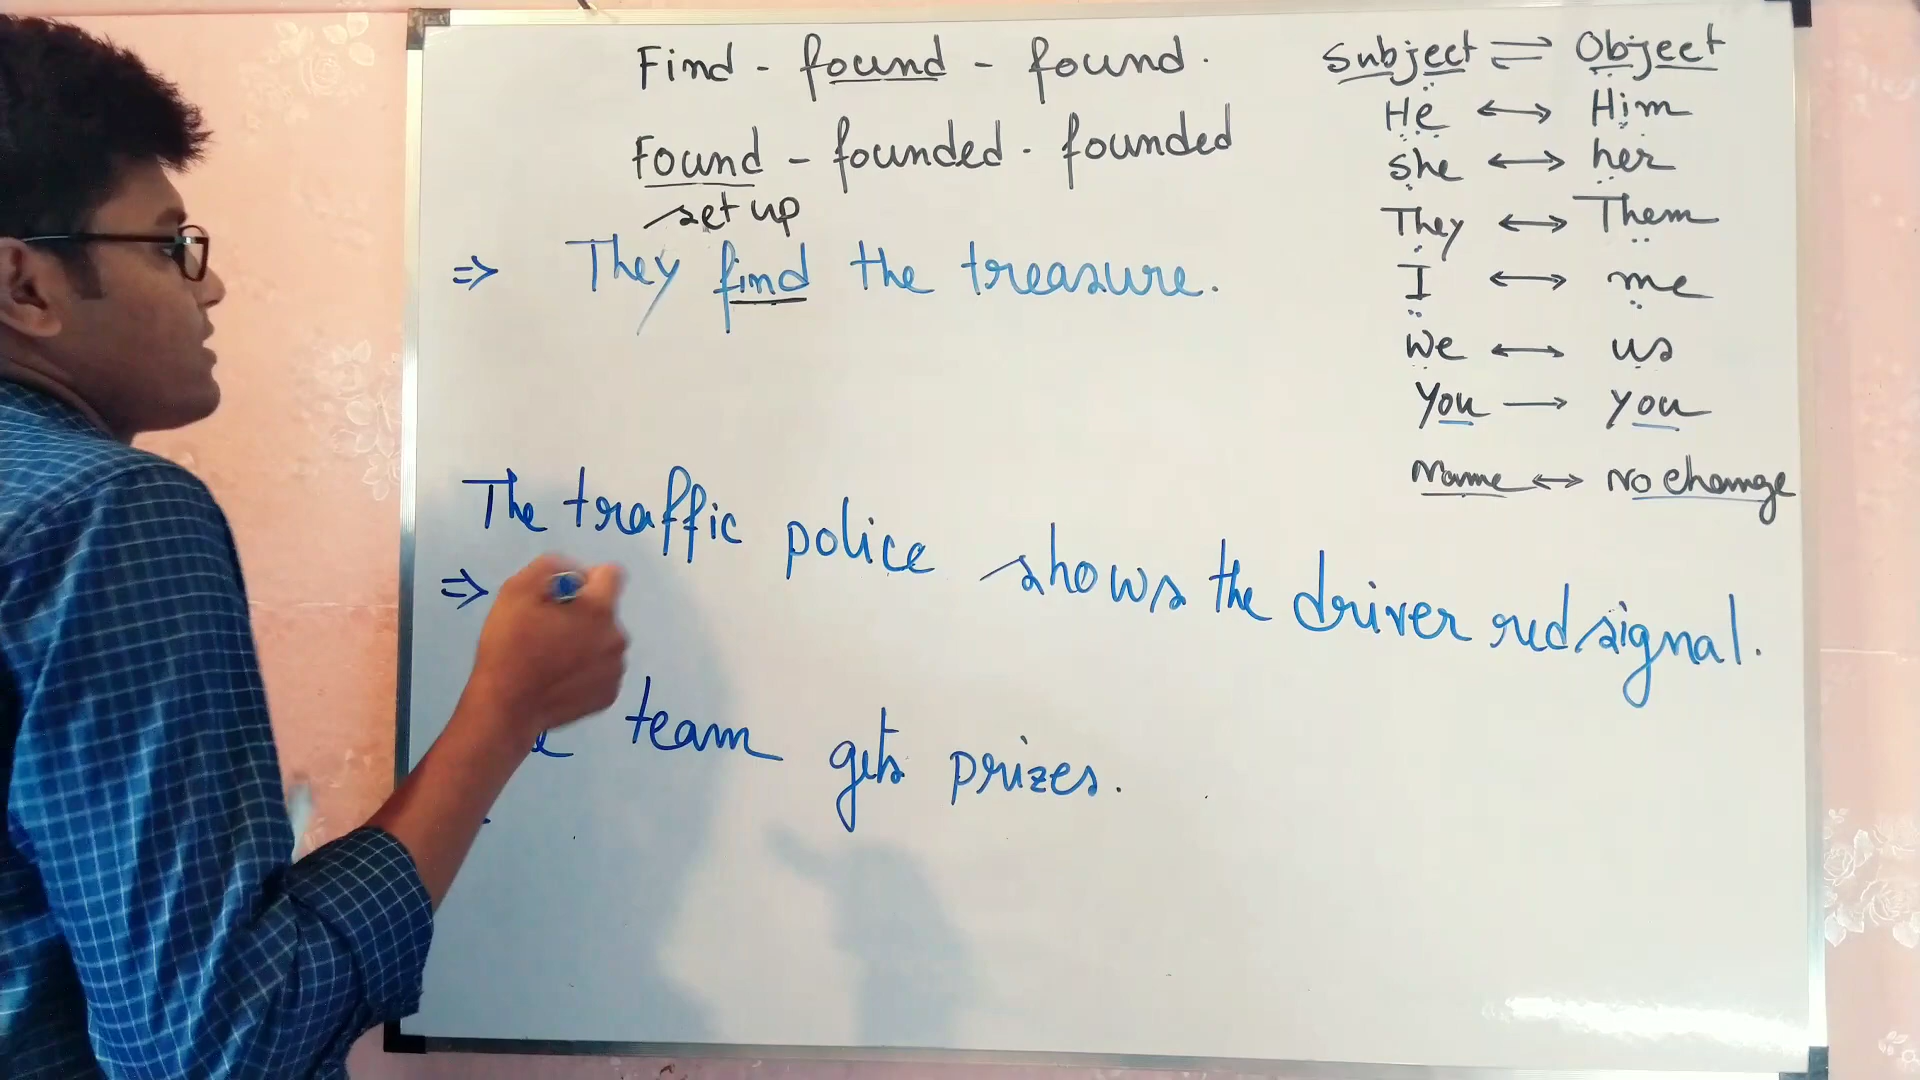 Find - found - found.
Found - founded - founded
set up
⇒ They find the treasure.
The traffic police shows the driver red signal.
⇒
team gets prizes.
Subject ⇌ Object
He ↔ Him
she ↔ her
They ↔ Them
I ↔ me
We ↔ us
You → you
Name ↔ No change